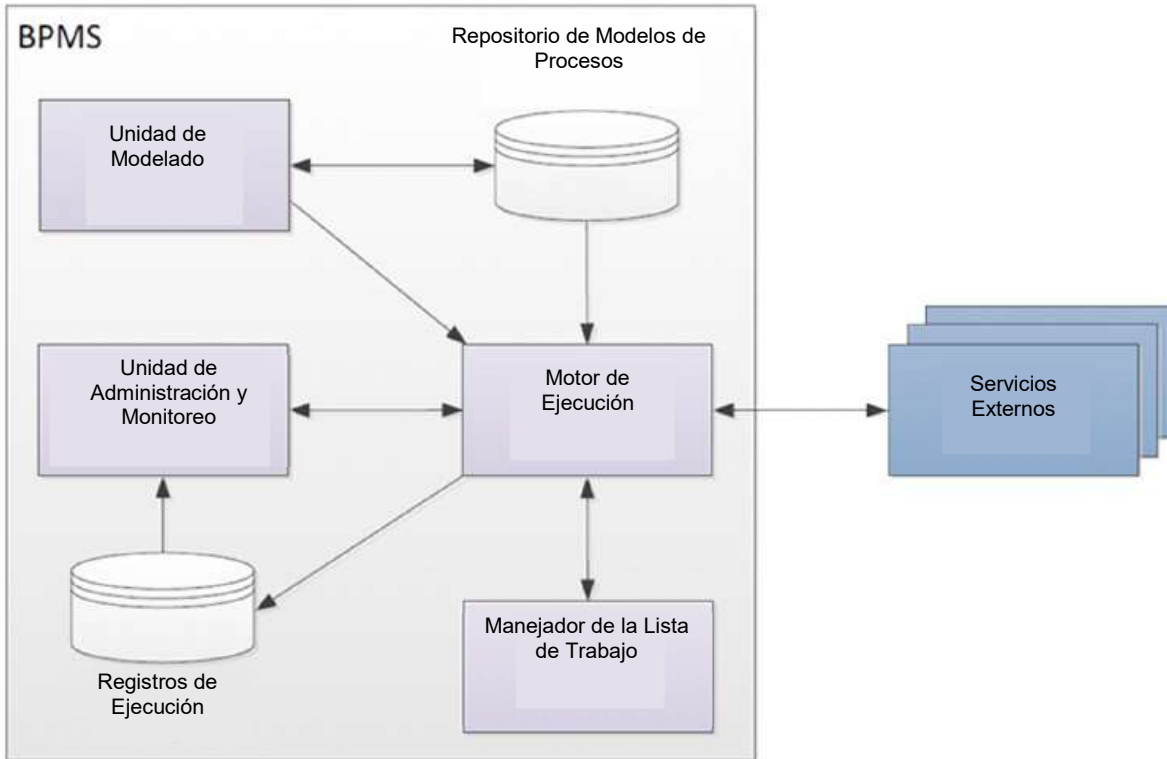 BPMS
Repositorio de Modelos de
Procesos
Unidad de
Modelado
Unidad de
Administración y
Monitoreo
Motor de
Ejecución
Servicios
Externos
Manejador de la Lista
de Trabajo
Registros de
Ejecución